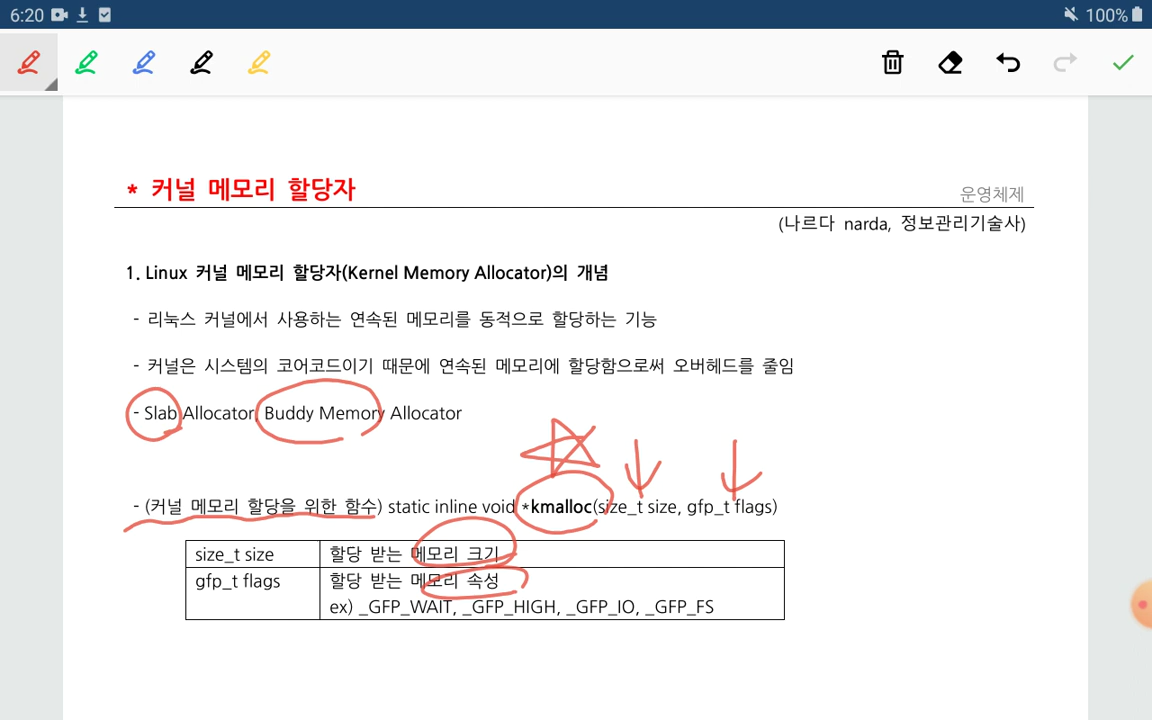 6:20 100%
* 커널 메모리 할당자
운영체제
(나르다 narda, 정보관리기술사)
1. Linux 커널 메모리 할당자(Kernel Memory Allocator)의 개념
- 리눅스 커널에서 사용하는 연속된 메모리를 동적으로 할당하는 기능
- 커널은 시스템의 코어코드이기 때문에 연속된 메모리에 할당함으로써 오버헤드를 줄임
- Slab Allocator, Buddy Memory Allocator
- (커널 메모리 할당을 위한 함수) static inline void *kmalloc(size_t size, gfp_t flags)
size_t size 할당 받는 메모리 크기
gfp_t flags 할당 받는 메모리 속성
ex) _GFP_WAIT, _GFP_HIGH, _GFP_IO, _GFP_FS